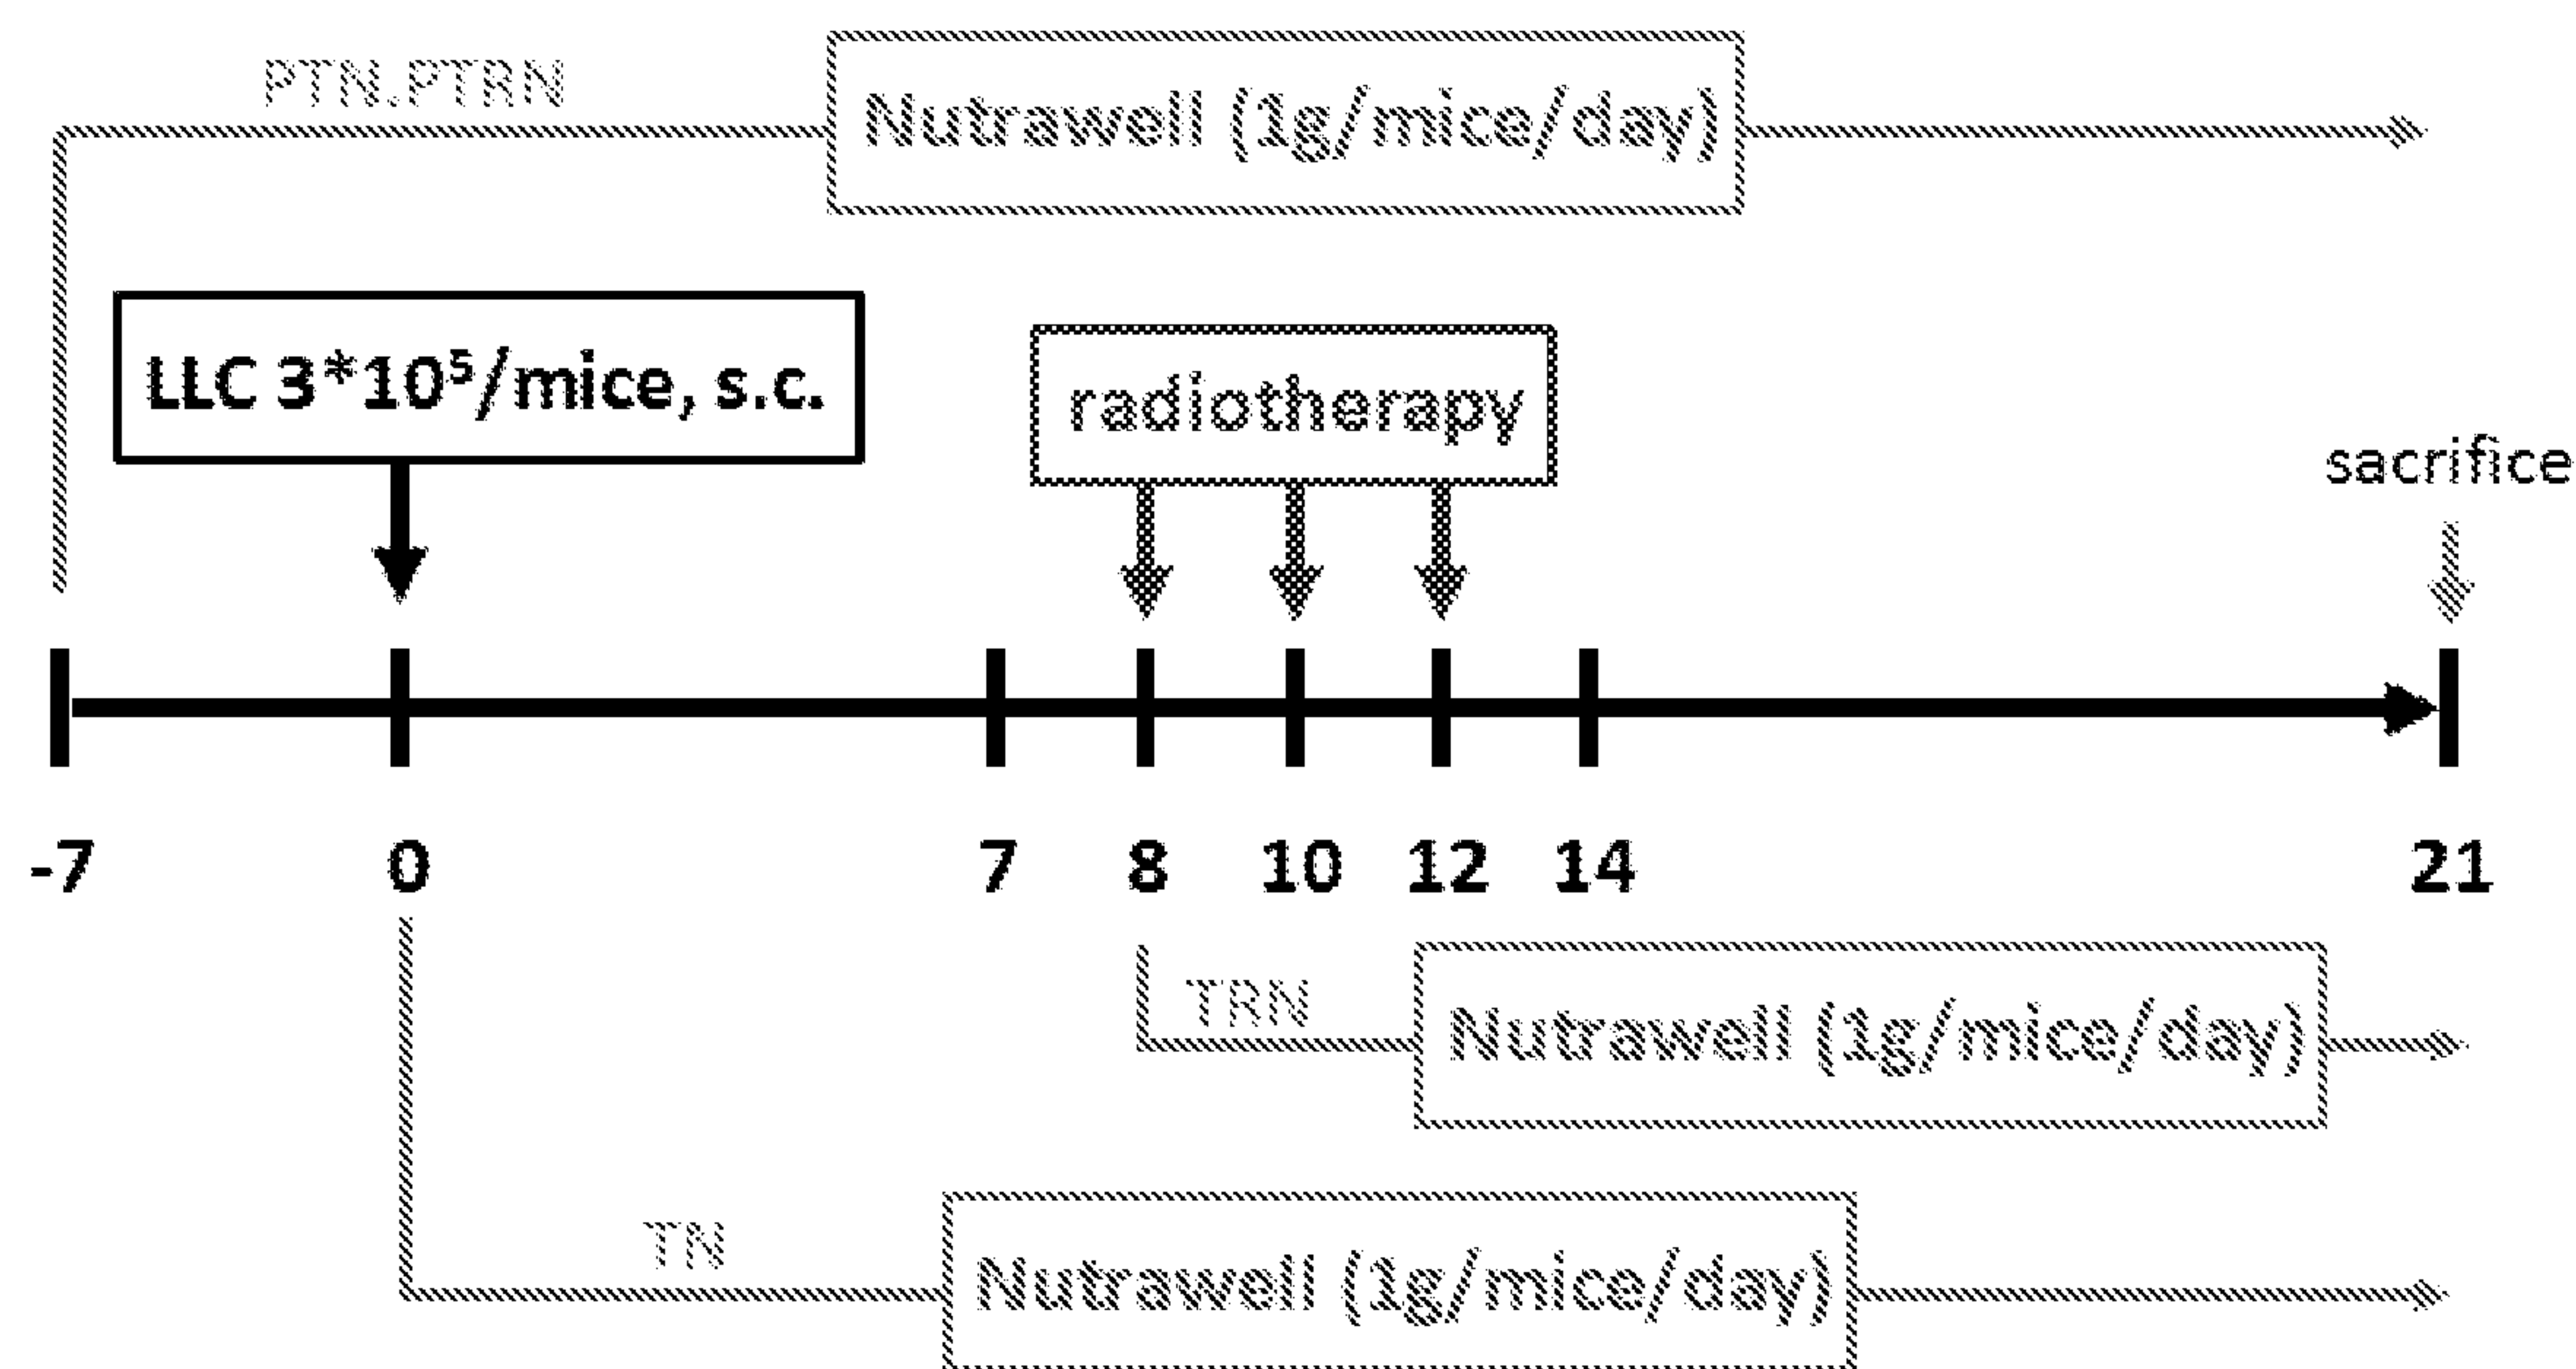 PTN.PTRN
Nutrawell (1g/mice/day)
LLC 3*10⁵/mice, s.c.
radiotherapy
sacrifice
-7 0 7 8 10 12 14 21
TRN
Nutrawell (1g/mice/day)
TN
Nutrawell (1g/mice/day)